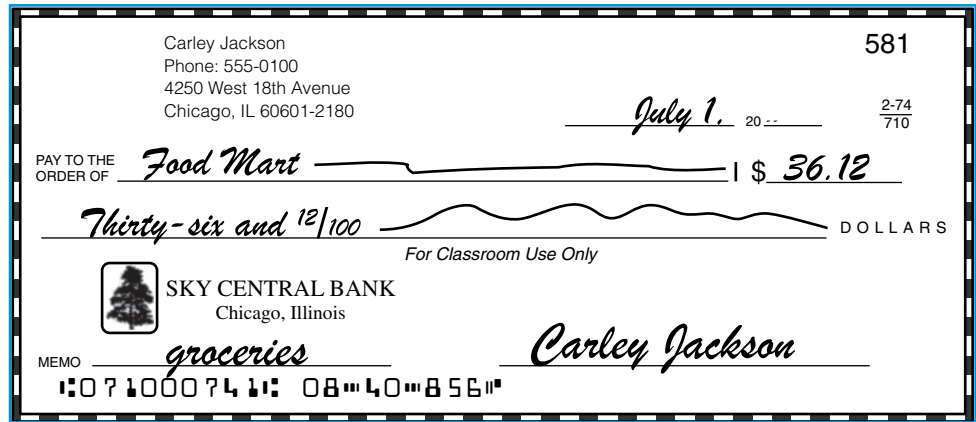 Carley Jackson
Phone: 555-0100
4250 West 18th Avenue
Chicago, IL 60601-2180
581
July 1, 20 --
2-74
710
PAY TO THE
ORDER OF Food Mart $ 36.12
Thirty-six and 12/100 DOLLARS
For Classroom Use Only
SKY CENTRAL BANK
Chicago, Illinois
MEMO groceries Carley Jackson
⑆071000741⑆ 08⑉40⑉856⑈